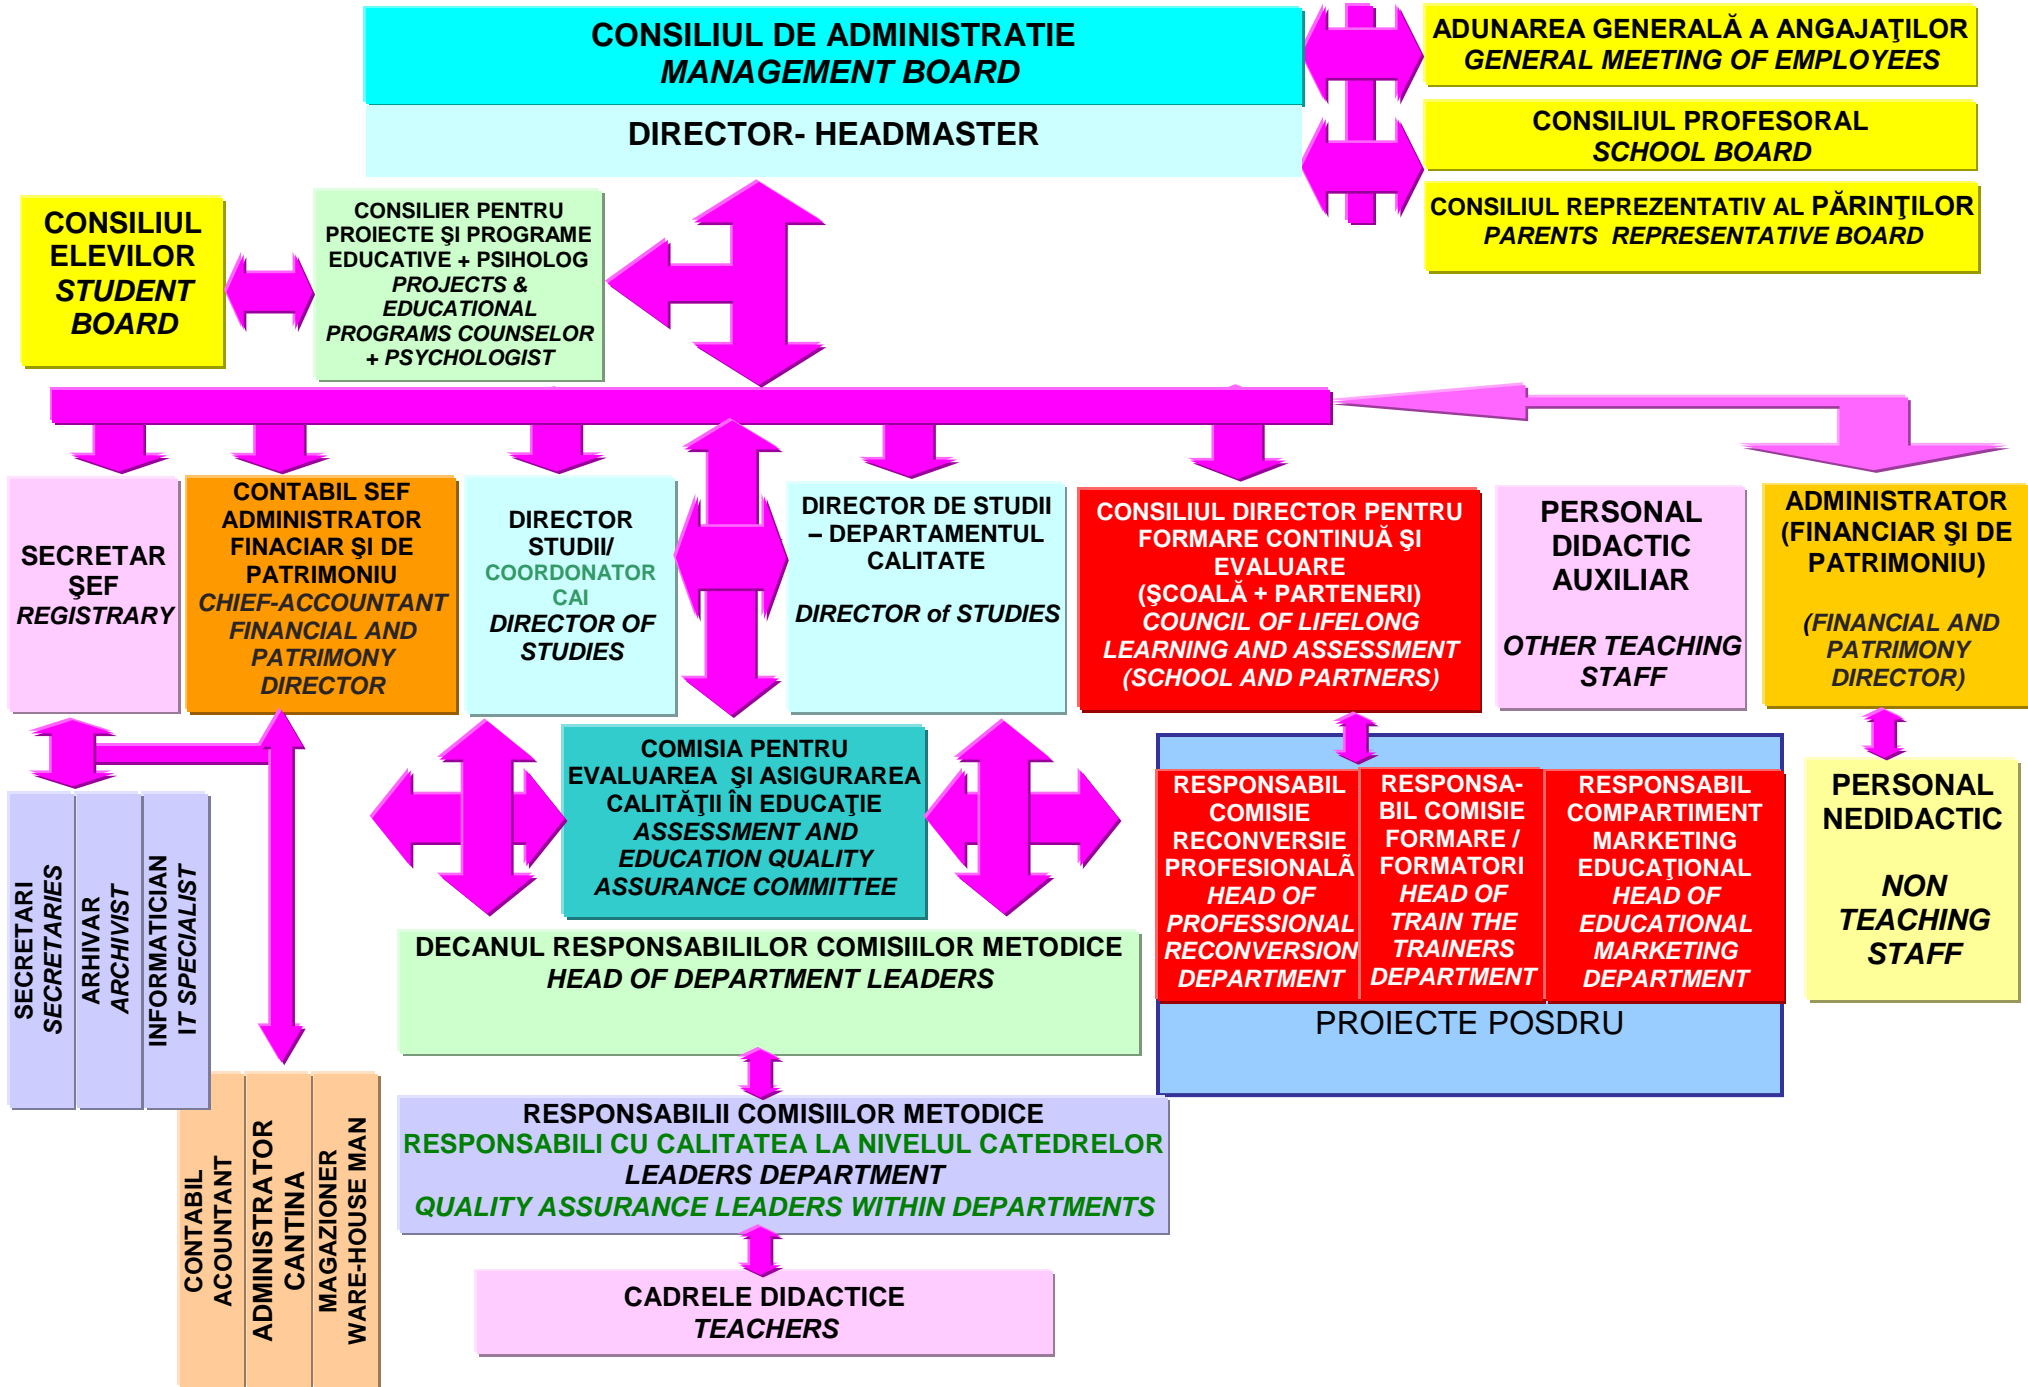 CONSILIUL DE ADMINISTRATIE
MANAGEMENT BOARD
DIRECTOR- HEADMASTER
ADUNAREA GENERALĂ A ANGAJAŢILOR
GENERAL MEETING OF EMPLOYEES
CONSILIUL PROFESORAL
SCHOOL BOARD
CONSILIUL REPREZENTATIV AL PĂRINŢILOR
PARENTS REPRESENTATIVE BOARD
CONSILIUL
ELEVILOR
STUDENT
BOARD
CONSILIER PENTRU
PROIECTE ŞI PROGRAME
EDUCATIVE + PSIHOLOG
PROJECTS &
EDUCATIONAL
PROGRAMS COUNSELOR
+ PSYCHOLOGIST
SECRETAR
ŞEF
REGISTRARY
CONTABIL SEF
ADMINISTRATOR
FINACIAR ŞI DE
PATRIMONIU
CHIEF-ACCOUNTANT
FINANCIAL AND
PATRIMONY
DIRECTOR
DIRECTOR
STUDII/
COORDONATOR
CAI
DIRECTOR OF
STUDIES
DIRECTOR DE STUDII
– DEPARTAMENTUL
CALITATE
DIRECTOR of STUDIES
CONSILIUL DIRECTOR PENTRU
FORMARE CONTINUĂ ŞI
EVALUARE
(ŞCOALĂ + PARTENERI)
COUNCIL OF LIFELONG
LEARNING AND ASSESSMENT
(SCHOOL AND PARTNERS)
PERSONAL
DIDACTIC
AUXILIAR
OTHER TEACHING
STAFF
ADMINISTRATOR
(FINANCIAR ŞI DE
PATRIMONIU)
(FINANCIAL AND
PATRIMONY
DIRECTOR)
COMISIA PENTRU
EVALUAREA ŞI ASIGURAREA
CALITĂŢII ÎN EDUCAŢIE
ASSESSMENT AND
EDUCATION QUALITY
ASSURANCE COMMITTEE
RESPONSABIL
COMISIE
RECONVERSIE
PROFESIONALÃ
HEAD OF
PROFESSIONAL
RECONVERSION
DEPARTMENT
RESPONSA-
BIL COMISIE
FORMARE /
FORMATORI
HEAD OF
TRAIN THE
TRAINERS
DEPARTMENT
RESPONSABIL
COMPARTIMENT
MARKETING
EDUCAŢIONAL
HEAD OF
EDUCATIONAL
MARKETING
DEPARTMENT
PROIECTE POSDRU
PERSONAL
NEDIDACTIC
NON
TEACHING
STAFF
SECRETARI
SECRETARIES
ARHIVAR
ARCHIVIST
INFORMATICIAN
IT SPECIALIST
DECANUL RESPONSABILILOR COMISIILOR METODICE
HEAD OF DEPARTMENT LEADERS
CONTABIL
ACOUNTANT
ADMINISTRATOR
CANTINA
MAGAZIONER
WARE-HOUSE MAN
RESPONSABILII COMISIILOR METODICE
RESPONSABILI CU CALITATEA LA NIVELUL CATEDRELOR
LEADERS DEPARTMENT
QUALITY ASSURANCE LEADERS WITHIN DEPARTMENTS
CADRELE DIDACTICE
TEACHERS